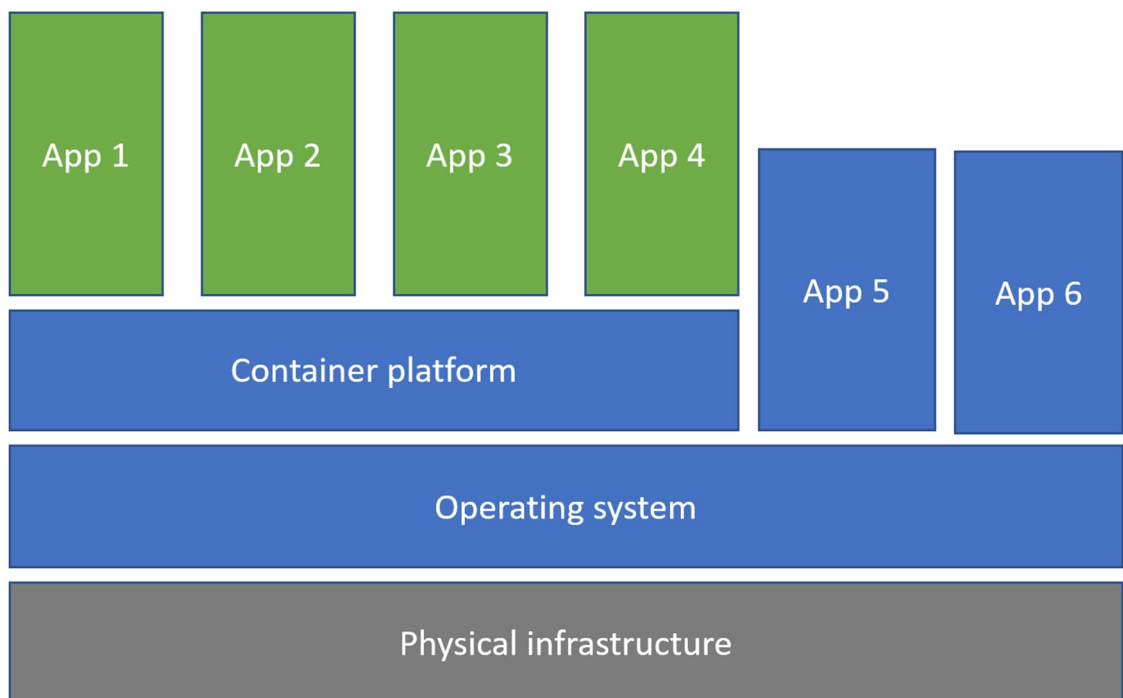 App 1
App 2
App 3
App 4
App 5
App 6
Container platform
Operating system
Physical infrastructure